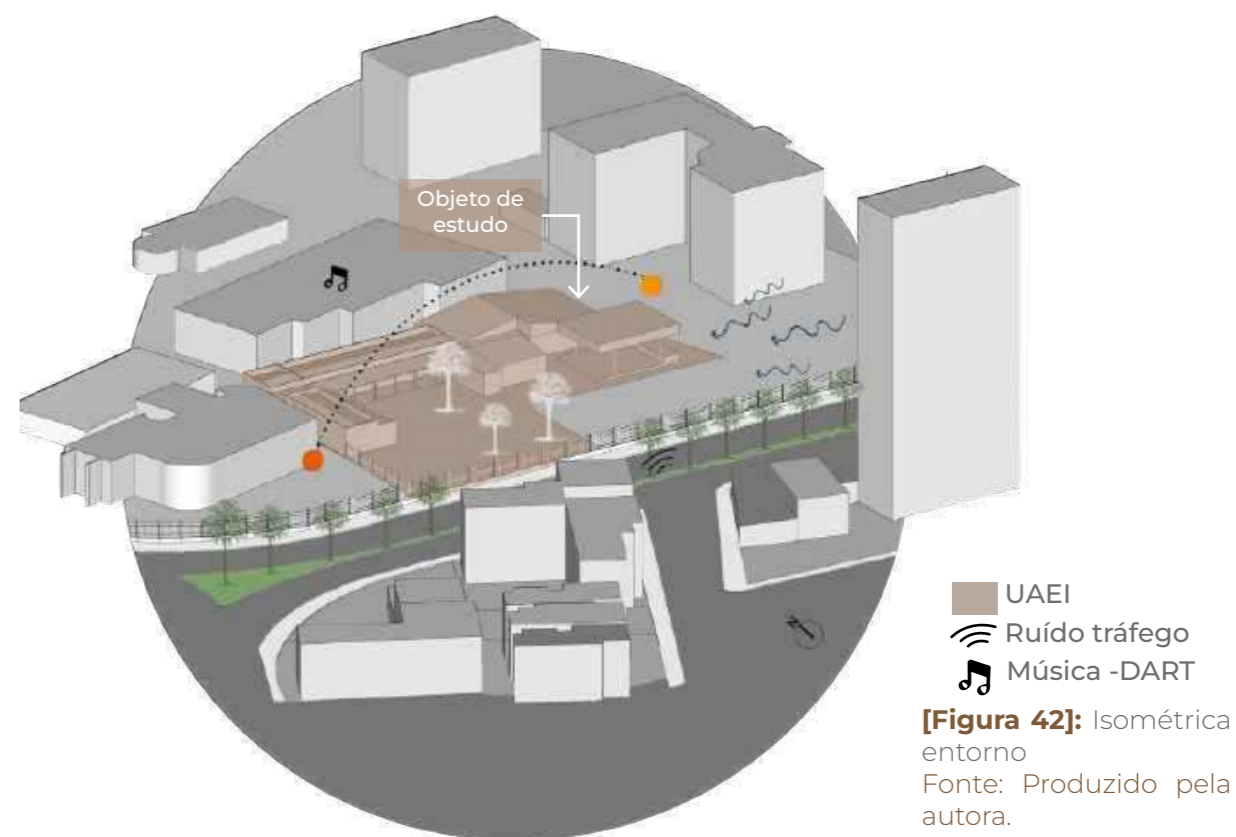 Objeto de
estudo
UAEI
Ruído tráfego
Música -DART
[Figura 42]: Isométrica
entorno
Fonte: Produzido pela
autora.